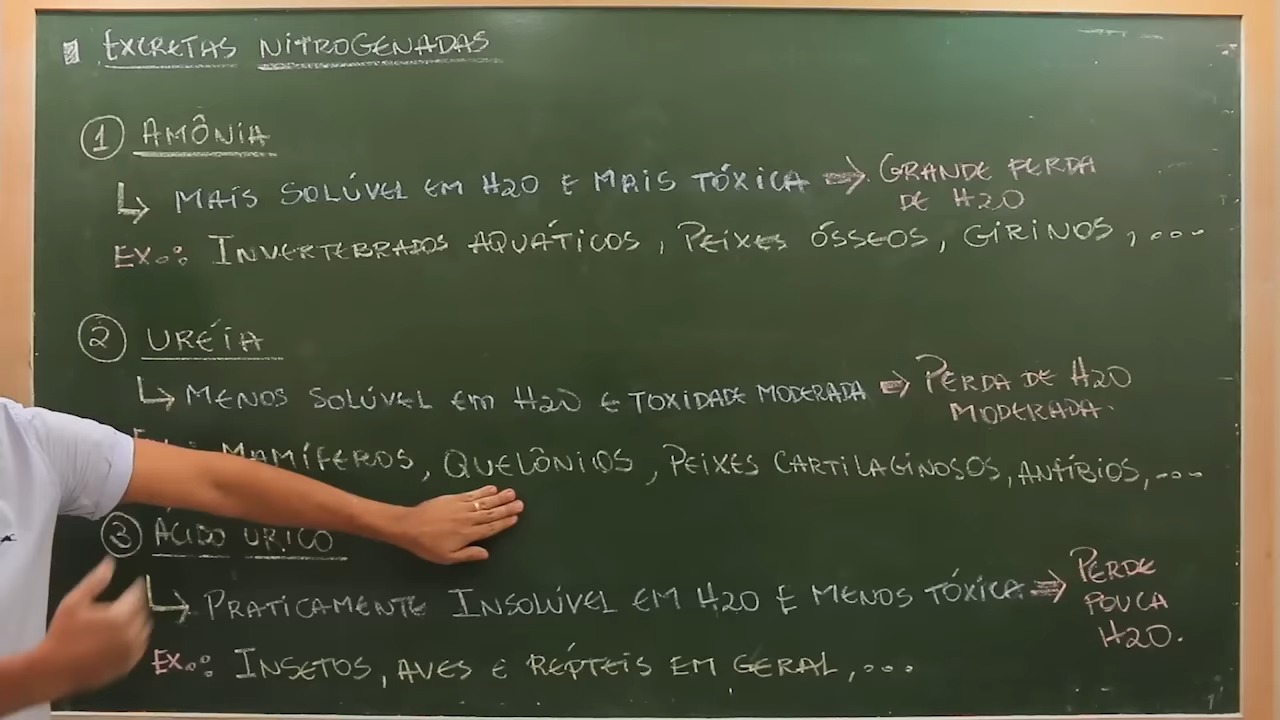 EXCRETAS NITROGENADAS
1 AMÔNIA
MAIS SOLÚVEL EM H2O E MAIS TÓXICA ⇒ GRANDE PERDA
DE H2O
EX.: INVERTEBRADOS AQUÁTICOS, PEIXES ÓSSEOS, GIRINOS, ...
2 URÉIA
MENOS SOLÚVEL EM H2O E TOXIDADE MODERADA ⇒ PERDA DE H2O
MODERADA.
MAMÍFEROS, QUELÔNIOS, PEIXES CARTILAGINOSOS, ANFÍBIOS, ...
3 ÁCIDO URICO
PRATICAMENTE INSOLÚVEL EM H2O E MENOS TÓXICA ⇒ PERDE
POUCA
H2O.
EX.: INSETOS, AVES E RÉPTEIS EM GERAL, ...